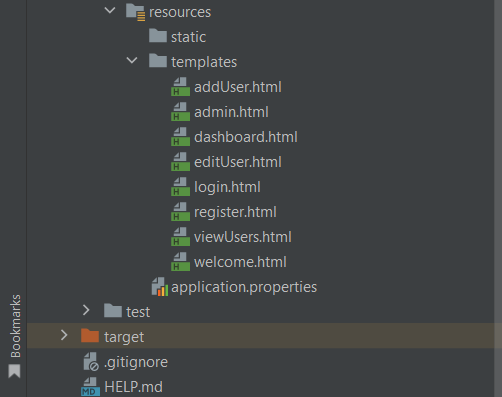 resources
static
templates
addUser.html
admin.html
dashboard.html
editUser.html
login.html
register.html
viewUsers.html
welcome.html
application.properties
test
target
.gitignore
HELP.md
Bookmarks